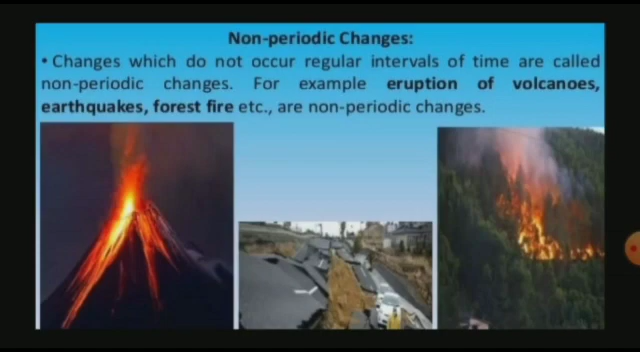 Non-periodic Changes:
• Changes which do not occur regular intervals of time are called
non-periodic changes. For example eruption of volcanoes,
earthquakes, forest fire etc., are non-periodic changes.